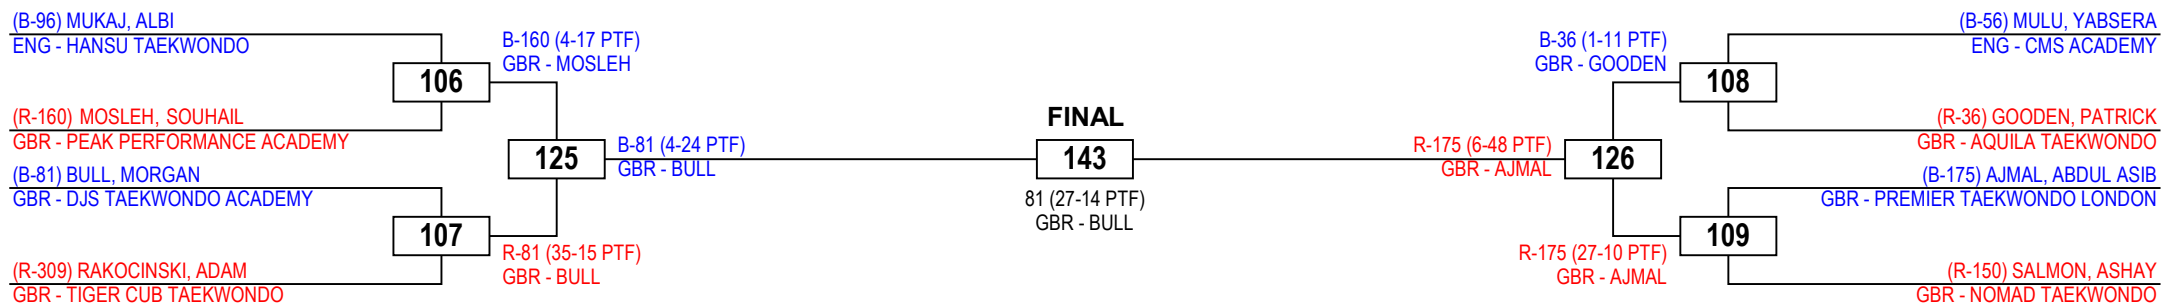 (B-96) MUKAJ, ALBI
ENG - HANSU TAEKWONDO
(R-160) MOSLEH, SOUHAIL
GBR - PEAK PERFORMANCE ACADEMY
(B-81) BULL, MORGAN
GBR - DJS TAEKWONDO ACADEMY
(R-309) RAKOCINSKI, ADAM
GBR - TIGER CUB TAEKWONDO
106
107
B-160 (4-17 PTF)
GBR - MOSLEH
125
R-81 (35-15 PTF)
GBR - BULL
B-81 (4-24 PTF)
GBR - BULL
FINAL
143
81 (27-14 PTF)
GBR - BULL
R-175 (6-48 PTF)
GBR - AJMAL
B-36 (1-11 PTF)
GBR - GOODEN
126
R-175 (27-10 PTF)
GBR - AJMAL
108
109
(B-56) MULU, YABSERA
ENG - CMS ACADEMY
(R-36) GOODEN, PATRICK
GBR - AQUILA TAEKWONDO
(B-175) AJMAL, ABDUL ASIB
GBR - PREMIER TAEKWONDO LONDON
(R-150) SALMON, ASHAY
GBR - NOMAD TAEKWONDO